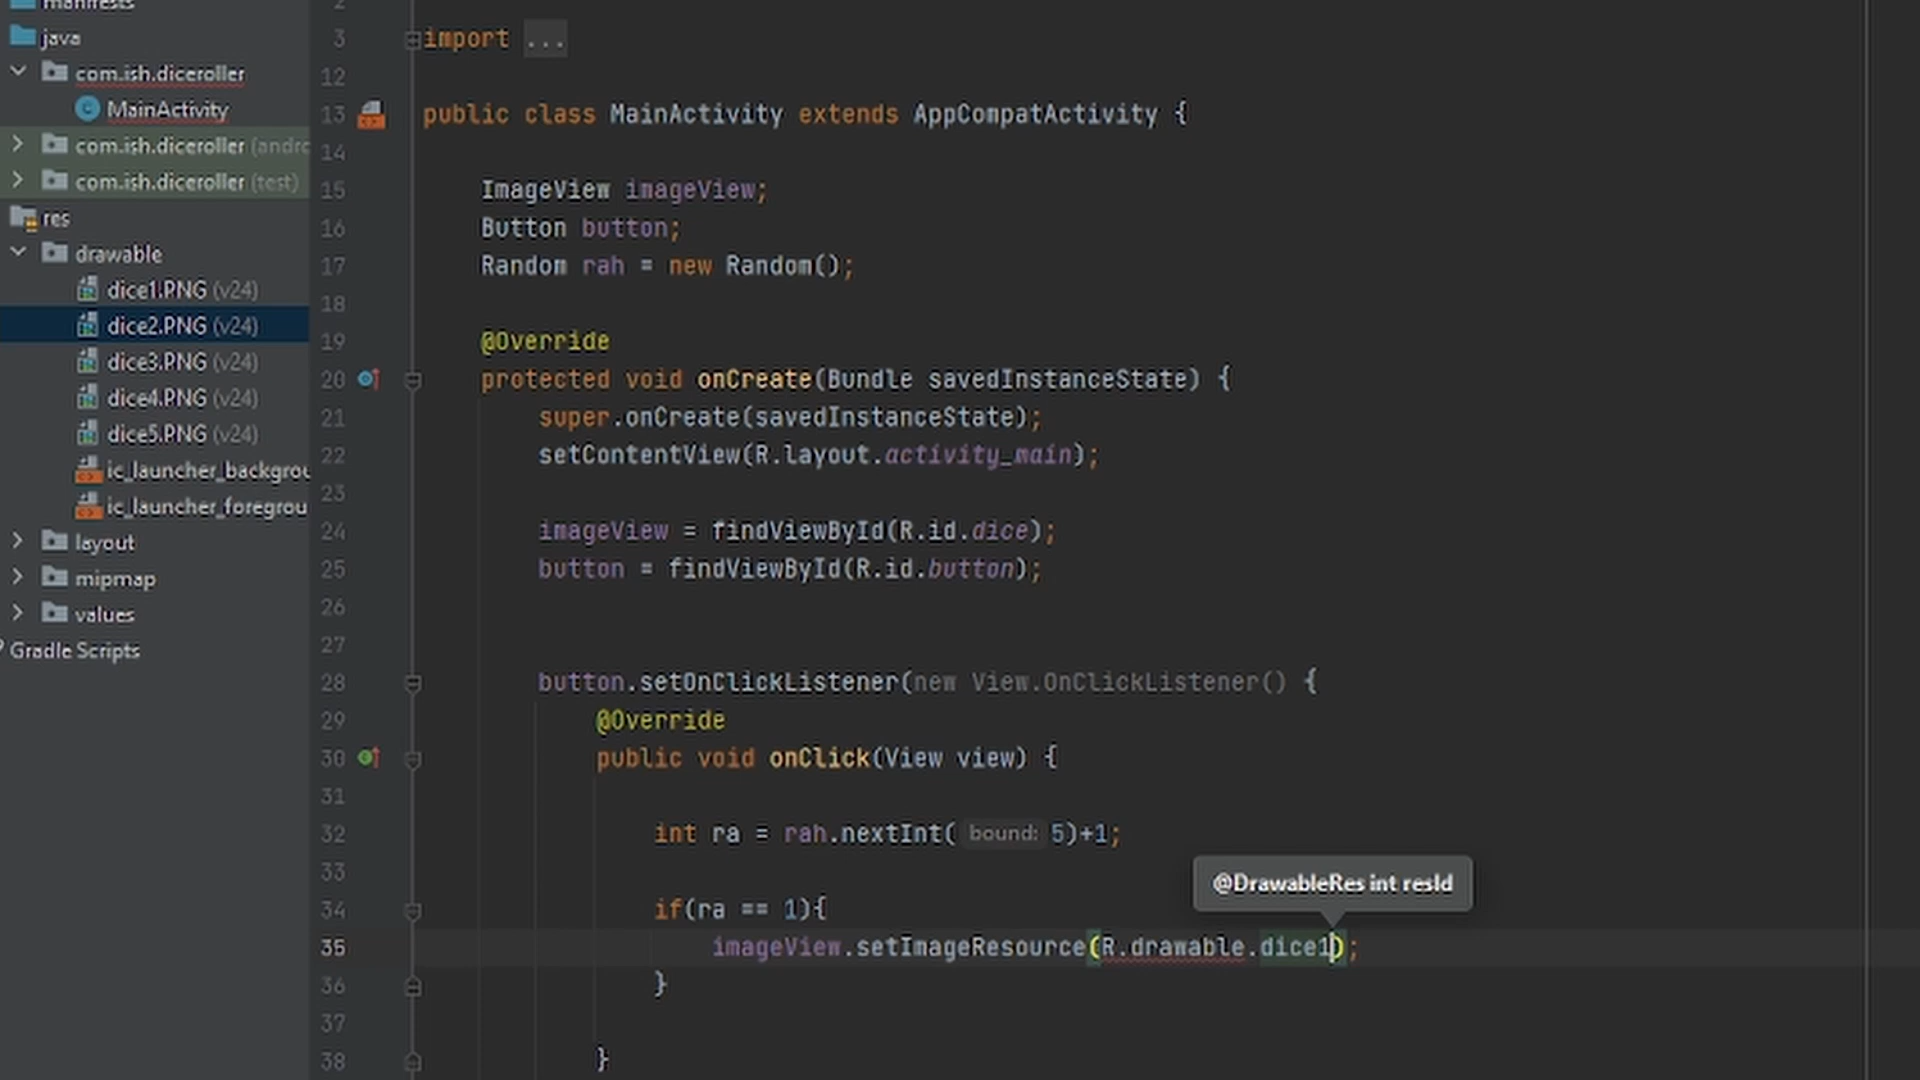 manifests
java
com.ish.diceroller
MainActivity
com.ish.diceroller (andro
com.ish.diceroller (test)
res
drawable
dice1.PNG (v24)
dice2.PNG (v24)
dice3.PNG (v24)
dice4.PNG (v24)
dice5.PNG (v24)
ic_launcher_backgrou
ic_launcher_foregrou
layout
mipmap
values
Gradle Scripts
2
3 import ...
12
13 public class MainActivity extends AppCompatActivity {
14
15 ImageView imageView;
16 Button button;
17 Random rah = new Random();
18
19 @Override
20 protected void onCreate(Bundle savedInstanceState) {
21 super.onCreate(savedInstanceState);
22 setContentView(R.layout.activity_main);
23
24 imageView = findViewById(R.id.dice);
25 button = findViewById(R.id.button);
26
27
28 button.setOnClickListener(new View.OnClickListener() {
29 @Override
30 public void onClick(View view) {
31
32 int ra = rah.nextInt( bound: 5)+1;
33
@DrawableRes int resId
34 if(ra == 1){
35 imageView.setImageResource(R.drawable.dice1);
36 }
37
38 }